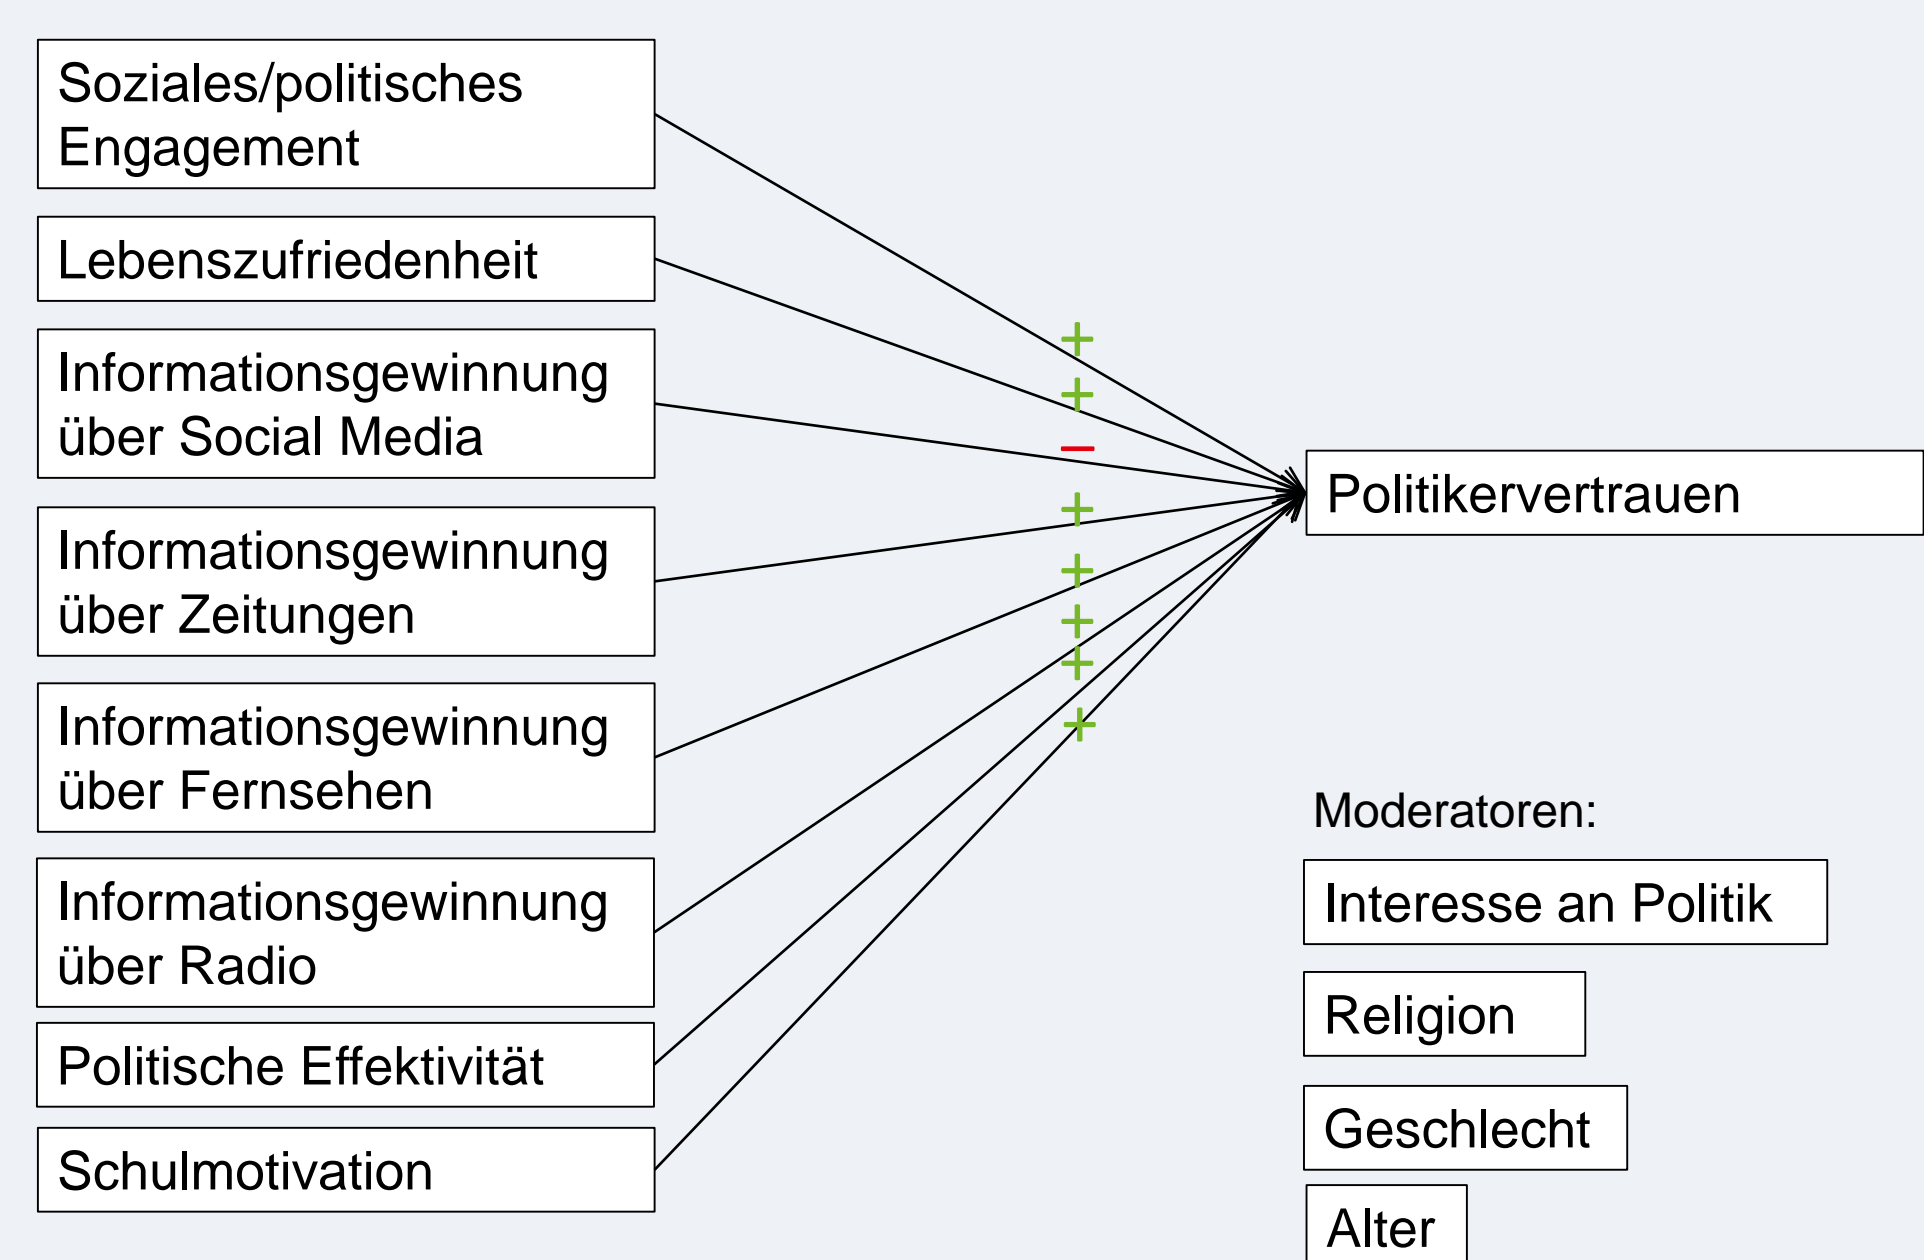 Soziales/politisches
Engagement
Lebenszufriedenheit
Informationsgewinnung
über Social Media
Informationsgewinnung
über Zeitungen
Informationsgewinnung
über Fernsehen
Informationsgewinnung
über Radio
Politische Effektivität
Schulmotivation
+
+
–
+
+
+
+
+
Politikervertrauen
Moderatoren:
Interesse an Politik
Religion
Geschlecht
Alter